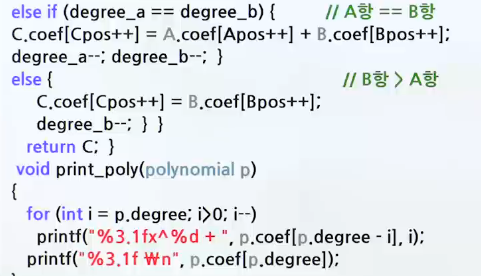 else if (degree_a == degree_b) { // A항 == B항
C.coef[Cpos++] = A.coef[Apos++] + B.coef[Bpos++];
degree_a--; degree_b--; }
else { // B항 > A항
C.coef[Cpos++] = B.coef[Bpos++];
degree_b--; } }
return C; }
void print_poly(polynomial p)
{
for (int i = p.degree; i>0; i--)
printf("%3.1fx^%d + ", p.coef[p.degree - i], i);
printf("%3.1f ₩n", p.coef[p.degree]);